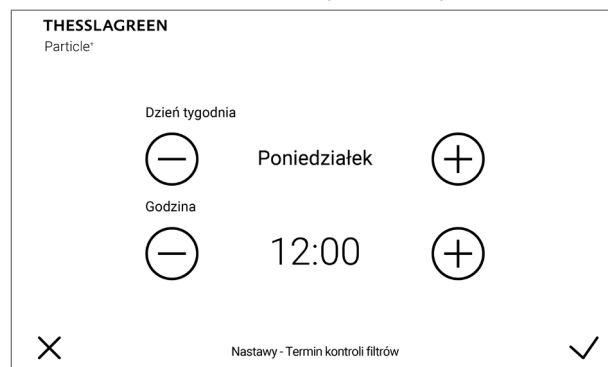 THESSLAGREEN
Particle+
Dzień tygodnia
Poniedziałek
Godzina
12:00
Nastawy - Termin kontroli filtrów